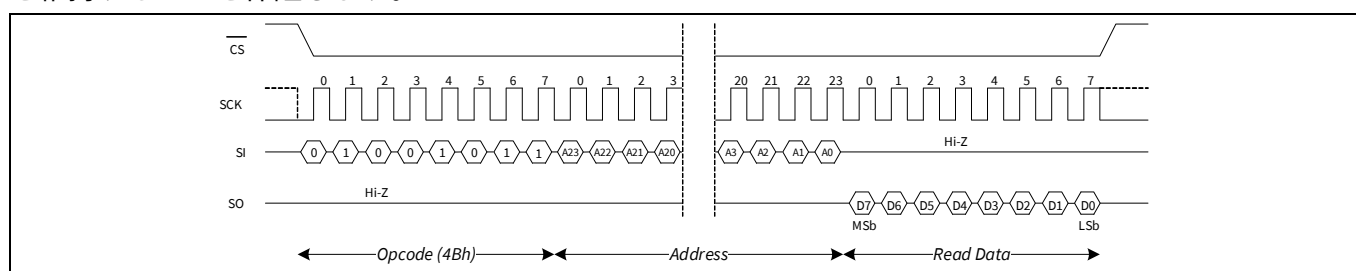 CS
0 1 2 3 4 5 6 7 0 1 2 3 20 21 22 23 0 1 2 3 4 5 6 7
SCK
SI 0 1 0 0 1 0 1 1 A23 A22 A21 A20 A3 A2 A1 A0 Hi-Z
SO Hi-Z D7 D6 D5 D4 D3 D2 D1 D0
MSb LSb
Opcode (4Bh) Address Read Data